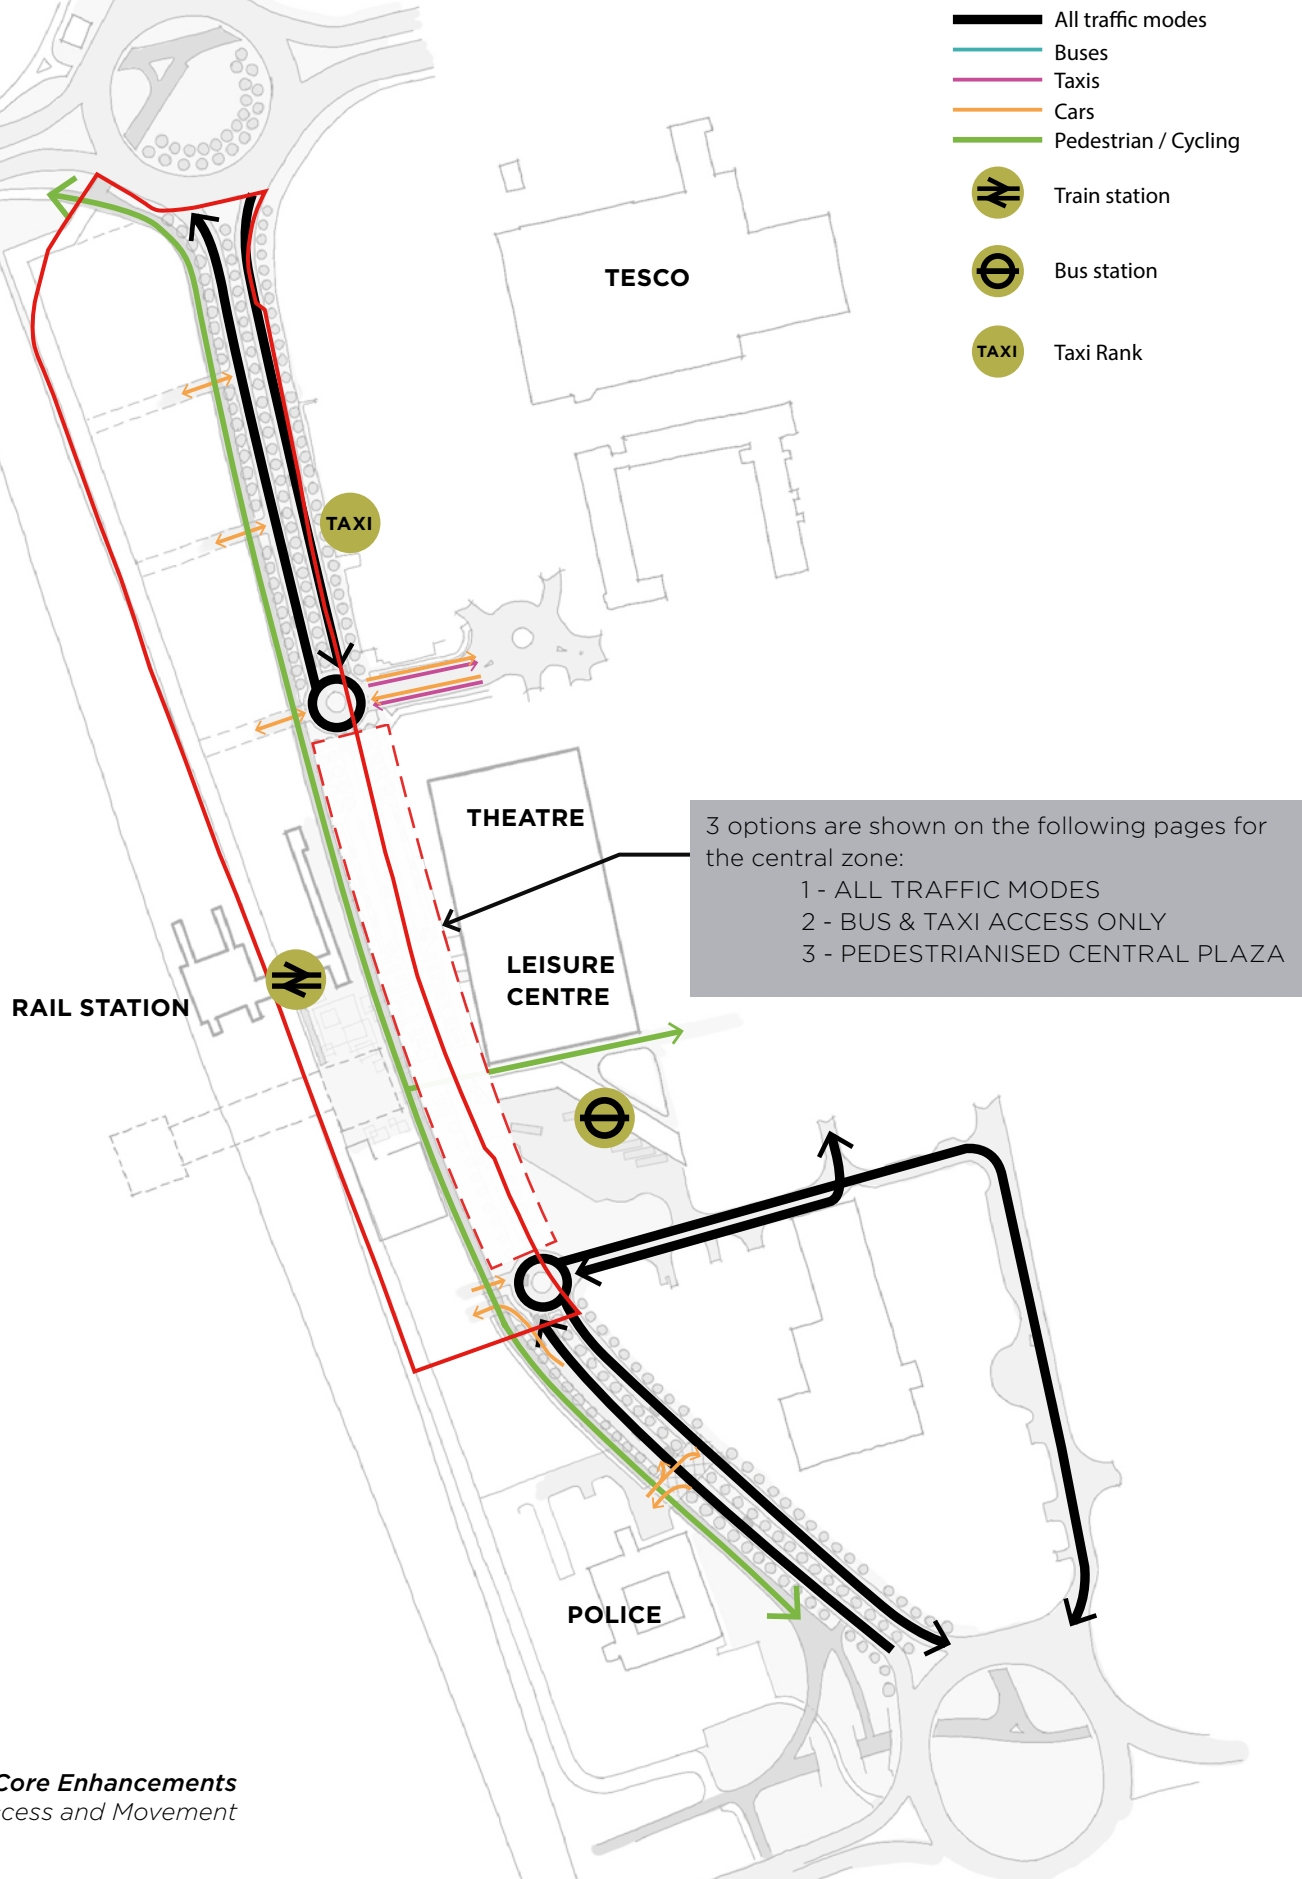 All traffic modes
Buses
Taxis
Cars
Pedestrian / Cycling
Train station
Bus station
TAXI
Taxi Rank
TESCO
TAXI
THEATRE
3 options are shown on the following pages for
the central zone:
1 - ALL TRAFFIC MODES
2 - BUS & TAXI ACCESS ONLY
3 - PEDESTRIANISED CENTRAL PLAZA
LEISURE
CENTRE
RAIL STATION
POLICE
Core Enhancements
and Movement